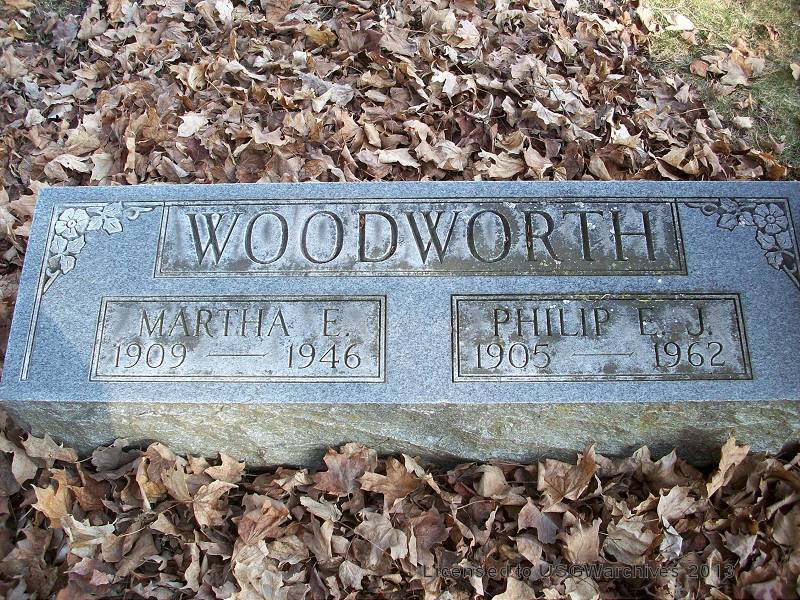 WOODWORTH
MARTHA E.
1909 — 1946
PHILIP E. J.
1905 — 1962
Licensed to USGWarchives 2013